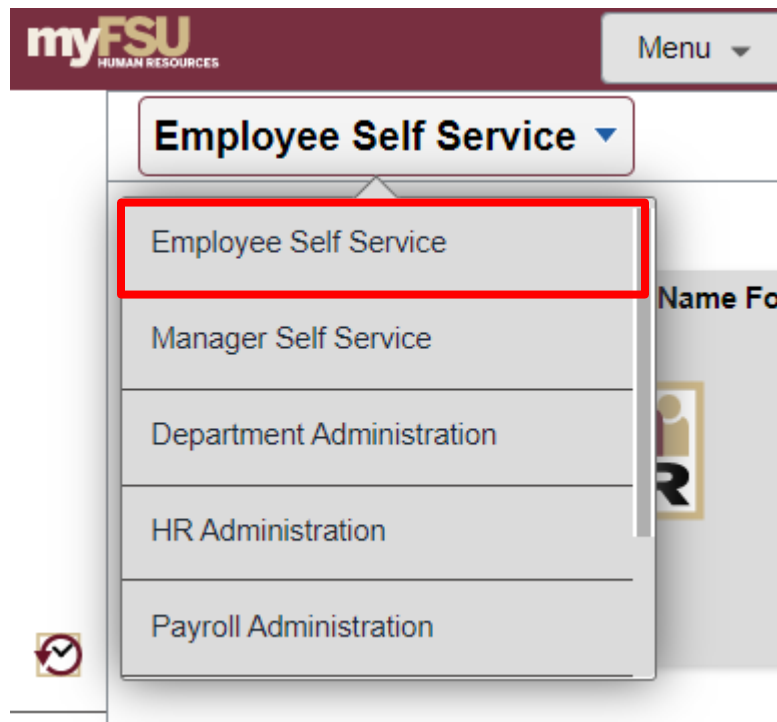 myFSU
HUMAN RESOURCES
Menu
Employee Self Service
Employee Self Service
Name Fo
Manager Self Service
Department Administration
R
HR Administration
Payroll Administration